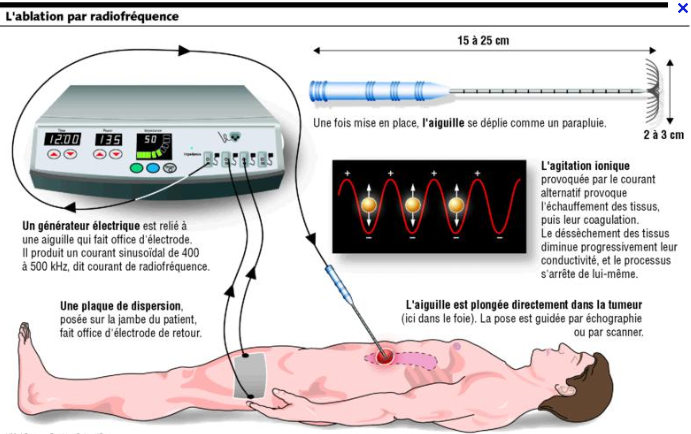 L'ablation par radiofréquence
15 à 25 cm
Une fois mise en place, l'aiguille se déplie comme un parapluie.
2 à 3 cm
12.00
135
50
L'agitation ionique
provoquée par le courant
alternatif provoque
l'échauffement des tissus,
puis leur coagulation.
Le déssèchement des tissus
diminue progressivement leur
conductivité, et le processus
s'arrête de lui-même.
+ + + +
– – – –
Un générateur électrique est relié à
une aiguille qui fait office d'électrode.
Il produit un courant sinusoïdal de 400
à 500 kHz, dit courant de radiofréquence.
Une plaque de dispersion,
posée sur la jambe du patient,
fait office d'électrode de retour.
L'aiguille est plongée directement dans la tumeur
(ici dans le foie). La pose est guidée par échographie
ou par scanner.